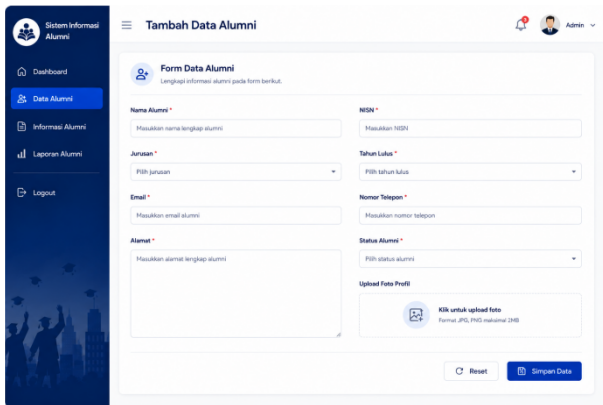 Sistem Informasi
Alumni
Tambah Data Alumni
Admin
Dashboard
Data Alumni
Informasi Alumni
Laporan Alumni
Logout
Form Data Alumni
Lengkapi informasi alumni pada form berikut.
Nama Alumni *
Masukkan nama lengkap alumni
NISN *
Masukkan NISN
Jurusan *
Pilih jurusan
Tahun Lulus *
Pilih tahun lulus
Email *
Masukkan email alumni
Nomor Telepon *
Masukkan nomor telepon
Alamat *
Masukkan alamat lengkap alumni
Status Alumni *
Pilih status alumni
Upload Foto Profil
Klik untuk upload foto
Format JPG, PNG maksimal 2MB
Reset
Simpan Data